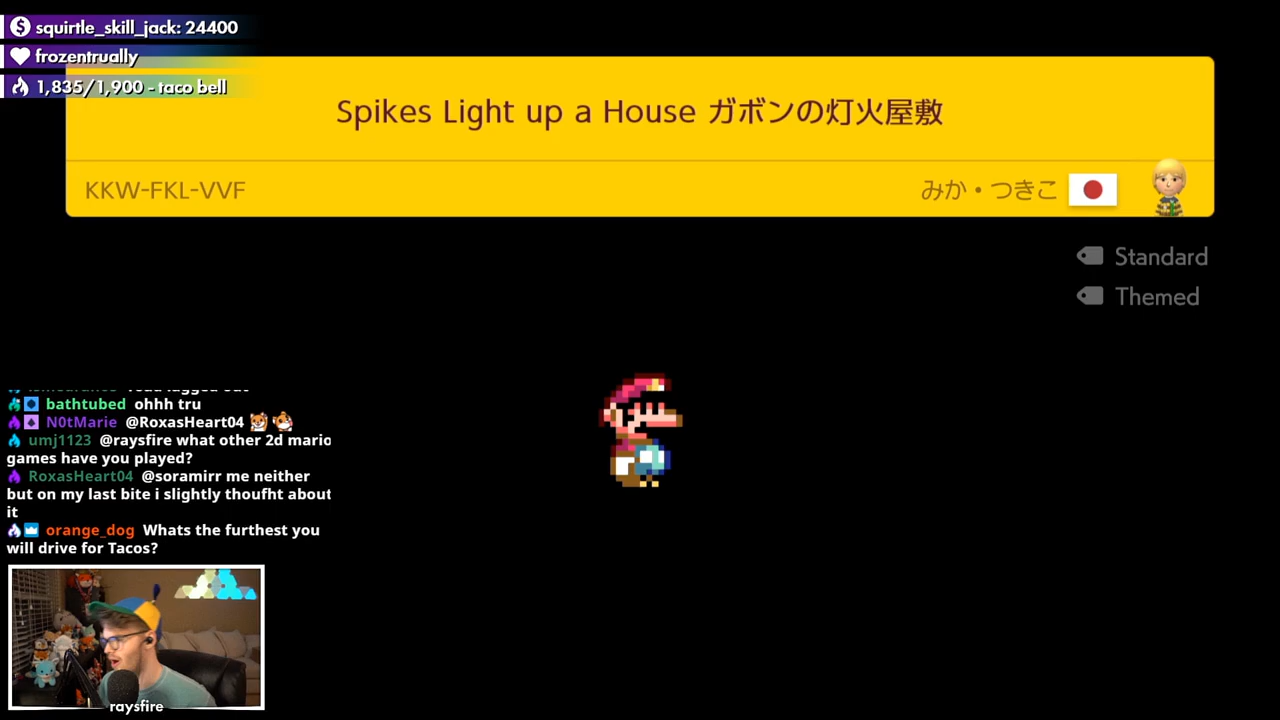 squirtle_skill_jack: 24400
frozentrually
1,835/1,900 - taco bell
Spikes Light up a House ガボンの灯火屋敷
KKW-FKL-VVF
みか・つきこ
Standard
Themed
bathtubed ohhh tru
N0tMarie @RoxasHeart04
umj1123 @raysfire what other 2d mario
games have you played?
RoxasHeart04 @soramirr me neither
but on my last bite i slightly thoufht about
it
orange_dog Whats the furthest you
will drive for Tacos?
raysfire